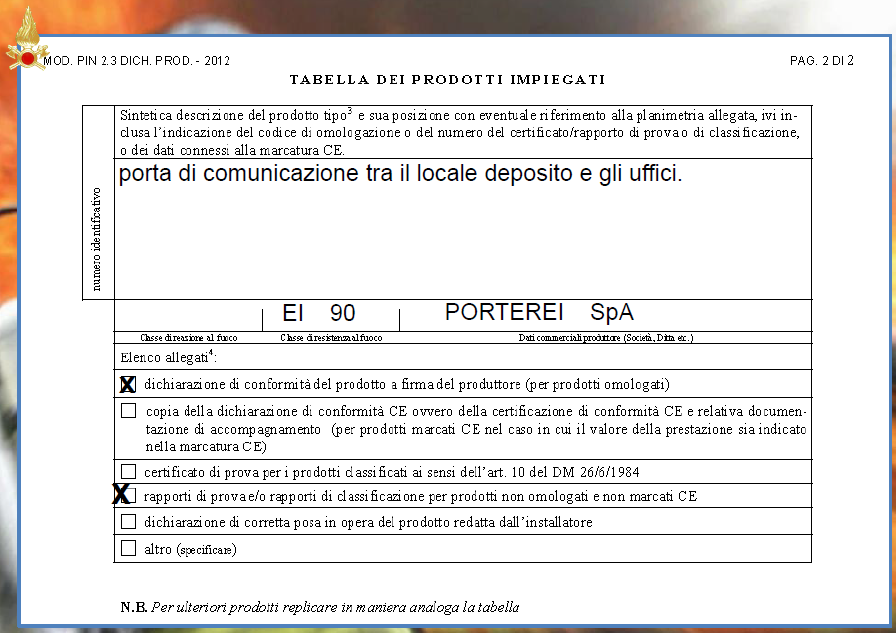 MOD. PIN 2.3 DICH. PROD. - 2012
PAG. 2 DI 2
TABELLA DEI PRODOTTI IMPIEGATI
numero identificativo
Sintetica descrizione del prodotto tipo3 e sua posizione con eventuale riferimento alla planimetria allegata, ivi in-
clusa l'indicazione del codice di omologazione o del numero del certificato/rapporto di prova o di classificazione,
o dei dati connessi alla marcatura CE.
porta di comunicazione tra il locale deposito e gli uffici.
EI 90 PORTEREI SpA
Classe di reazione al fuoco Classe di resistenza al fuoco Dati commerciali produttore (Società, Ditta etc.)
Elenco allegati4:
X dichiarazione di conformità del prodotto a firma del produttore (per prodotti omologati)
copia della dichiarazione di conformità CE ovvero della certificazione di conformità CE e relativa documen-
tazione di accompagnamento (per prodotti marcati CE nel caso in cui il valore della prestazione sia indicato
nella marcatura CE)
certificato di prova per i prodotti classificati ai sensi dell'art. 10 del DM 26/6/1984
X rapporti di prova e/o rapporti di classificazione per prodotti non omologati e non marcati CE
dichiarazione di corretta posa in opera del prodotto redatta dall'installatore
altro (specificare)
N.B. Per ulteriori prodotti replicare in maniera analoga la tabella